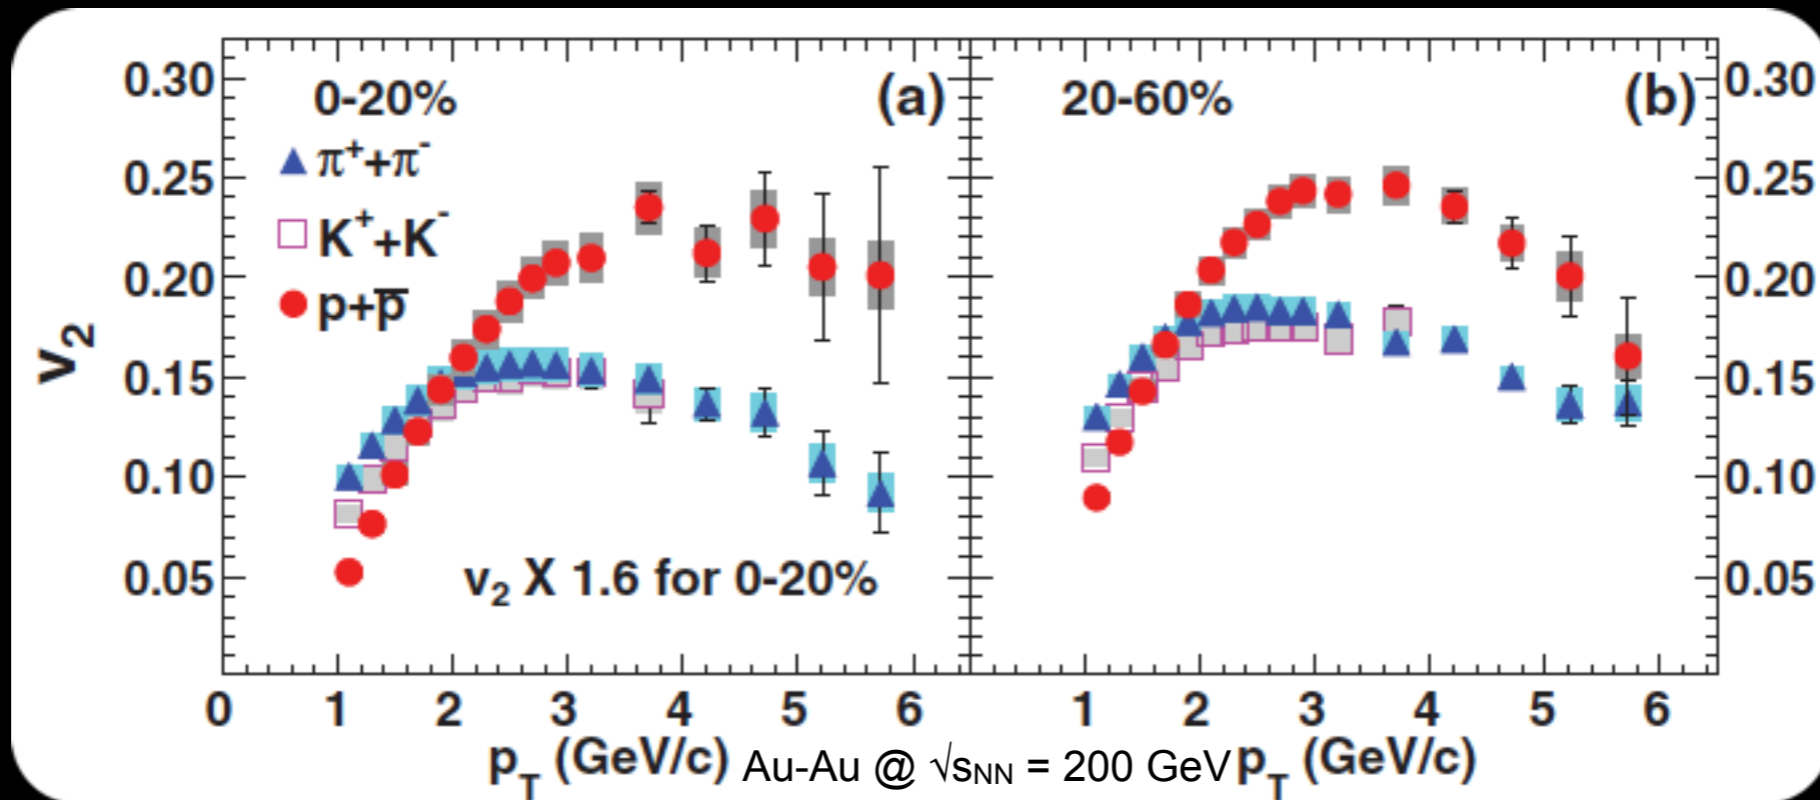 0-20%
(a)
π⁺+π⁻
K⁺+K⁻
p+p̅
v₂ X 1.6 for 0-20%
v₂
0.30
0.25
0.20
0.15
0.10
0.05
0 1 2 3 4 5 6
p_T (GeV/c)
20-60%
(b)
0.30
0.25
0.20
0.15
0.10
0.05
1 2 3 4 5 6
p_T (GeV/c)
Au-Au @ √sNN = 200 GeV